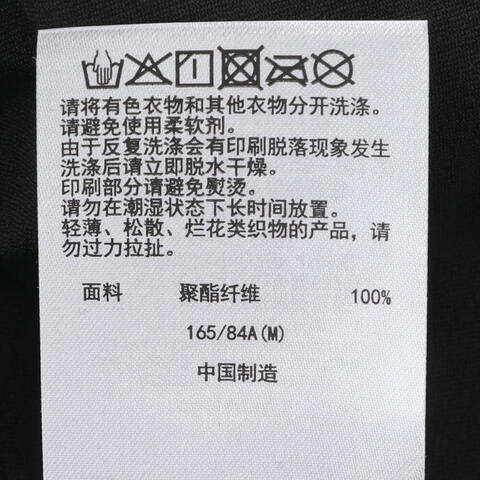 请将有色衣物和其他衣物分开洗涤。
请避免使用柔软剂。
由于反复洗涤会有印刷脱落现象发生
洗涤后请立即脱水干燥。
印刷部分请避免熨烫。
请勿在潮湿状态下长时间放置。
轻薄、松散、烂花类织物的产品，请
勿过力拉扯。
面料 聚酯纤维 100%
165/84A(M)
中国制造